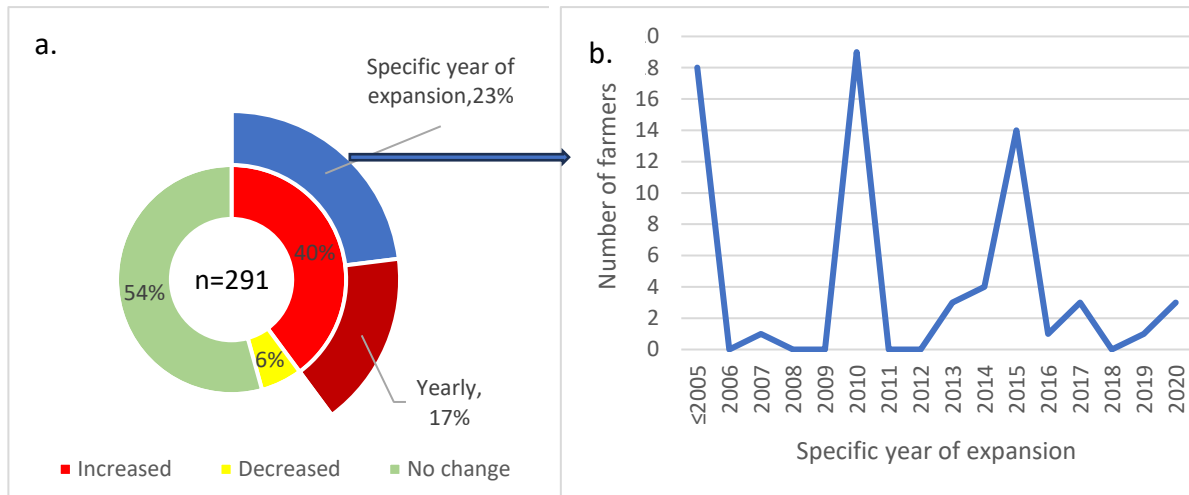 a.
Specific year of
expansion,23%
40%
n=291
54%
6%
Yearly,
17%
Increased
Decreased
No change
b.
Number of farmers
.0
.8
16
14
12
10
8
6
4
2
0
≤2005
2006
2007
2008
2009
2010
2011
2012
2013
2014
2015
2016
2017
2018
2019
2020
Specific year of expansion